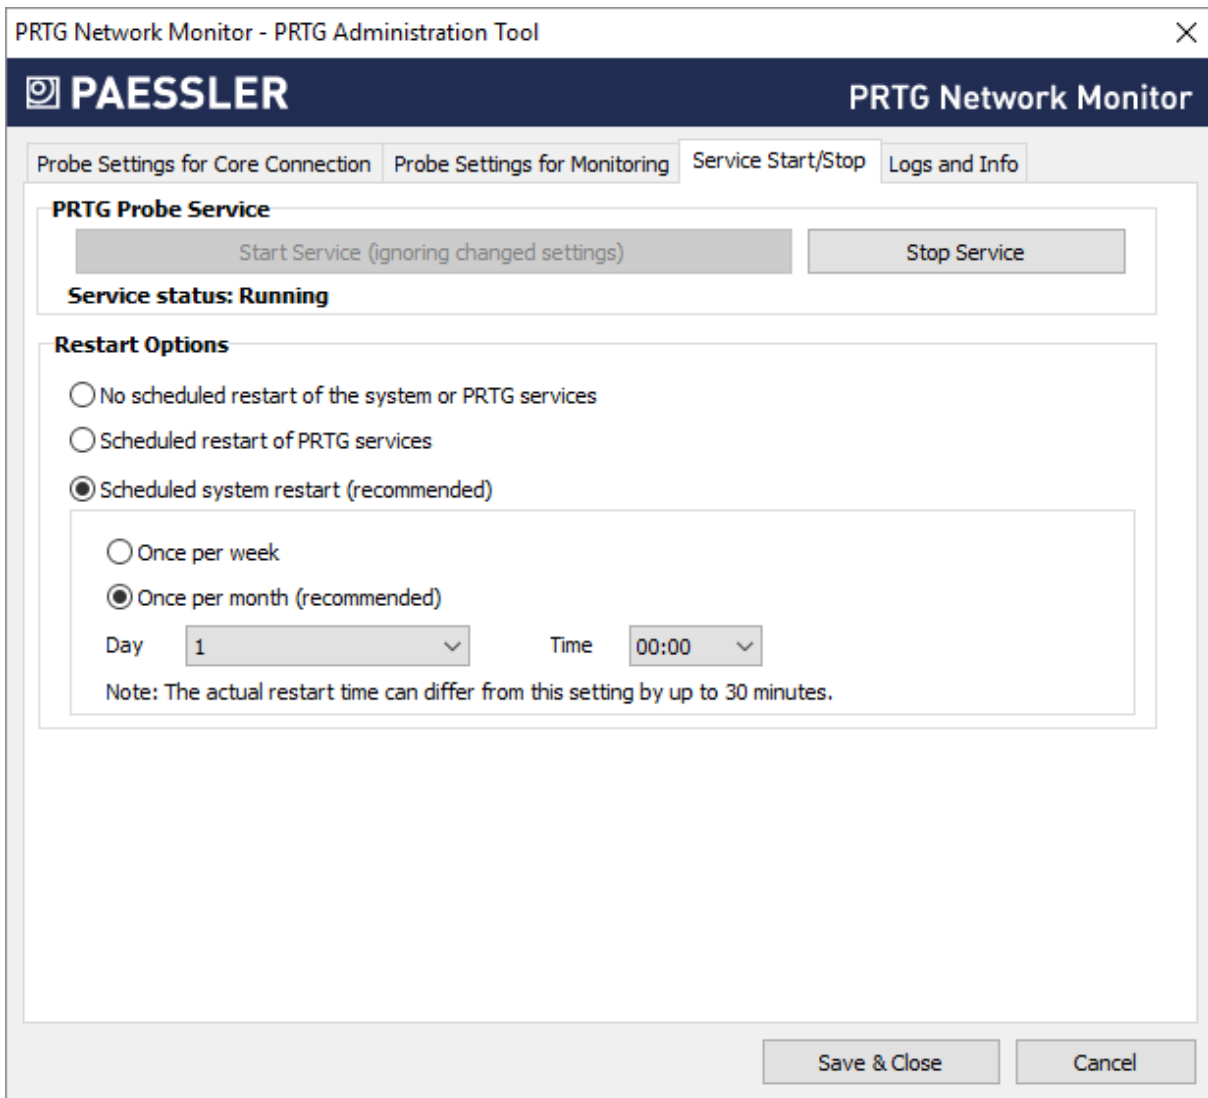 PRTG Network Monitor - PRTG Administration Tool
PAESSLER
PRTG Network Monitor
Probe Settings for Core Connection
Probe Settings for Monitoring
Service Start/Stop
Logs and Info
PRTG Probe Service
Start Service (ignoring changed settings)
Stop Service
Service status: Running
Restart Options
No scheduled restart of the system or PRTG services
Scheduled restart of PRTG services
Scheduled system restart (recommended)
Once per week
Once per month (recommended)
Day
1
Time
00:00
Note: The actual restart time can differ from this setting by up to 30 minutes.
Save & Close
Cancel